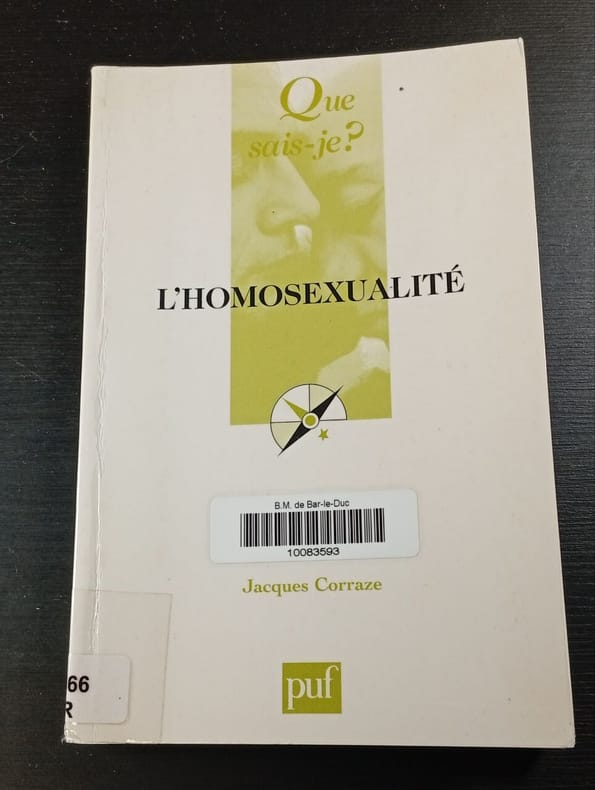 Que
sais-je?
L'HOMOSEXUALITÉ
B.M. de Bar-le-Duc
10083593
Jacques Corraze
66
R
puf